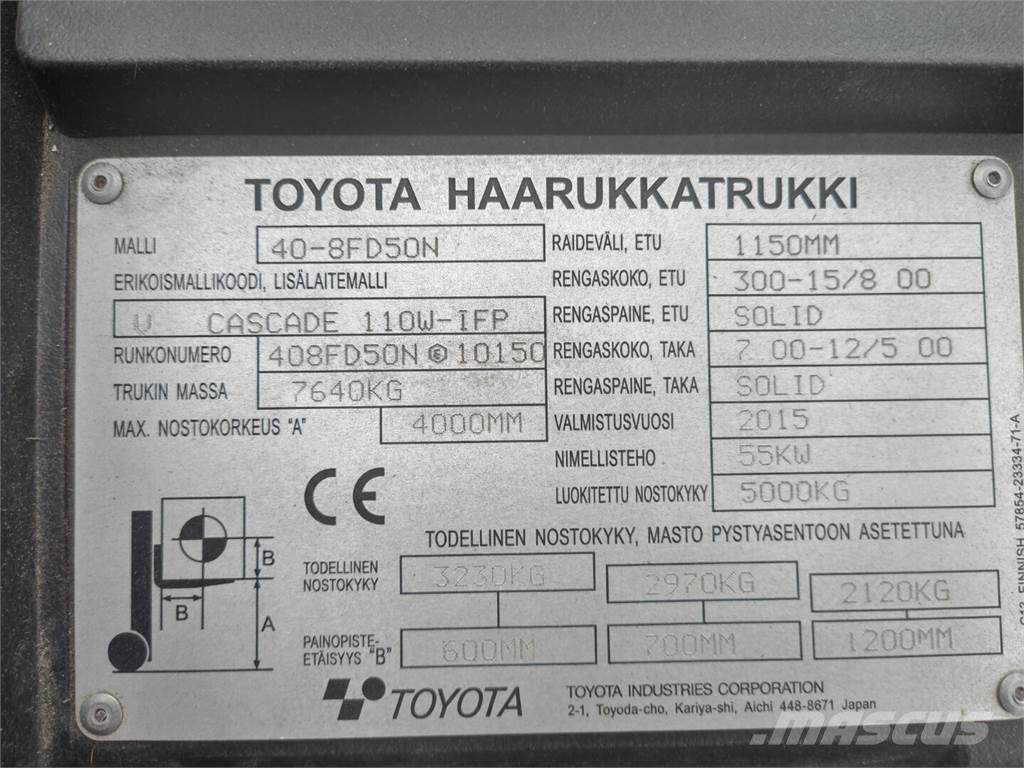 TOYOTA HAARUKKATRUKKI
MALLI 40-8FD50N
ERIKOISMALLIKOODI, LISÄLAITEMALLI
V CASCADE 110W-IFP
RUNKONUMERO 408FD50N E 10150
TRUKIN MASSA 7640KG
MAX. NOSTOKORKEUS "A" 4000MM
RAIDEVÄLI, ETU 1150MM
RENGASKOKO, ETU 300-15/8 00
RENGASPAINE, ETU SOLID
RENGASKOKO, TAKA 7 00-12/5 00
RENGASPAINE, TAKA SOLID
VALMISTUSVUOSI 2015
NIMELLISTEHO 55KW
LUOKITETTU NOSTOKYKY 5000KG
CE
TODELLINEN NOSTOKYKY, MASTO PYSTYASENTOON ASETETTUNA
TODELLINEN
NOSTOKYKY 3230KG 2970KG 2120KG
PAINOPISTE-
ETÄISYYS "B" 600MM 700MM 1200MM
B
B
A
TOYOTA
TOYOTA INDUSTRIES CORPORATION
2-1, Toyoda-cho, Kariya-shi, Aichi 448-8671 Japan
FINNISH 57854-23334-71-A
MASCUS